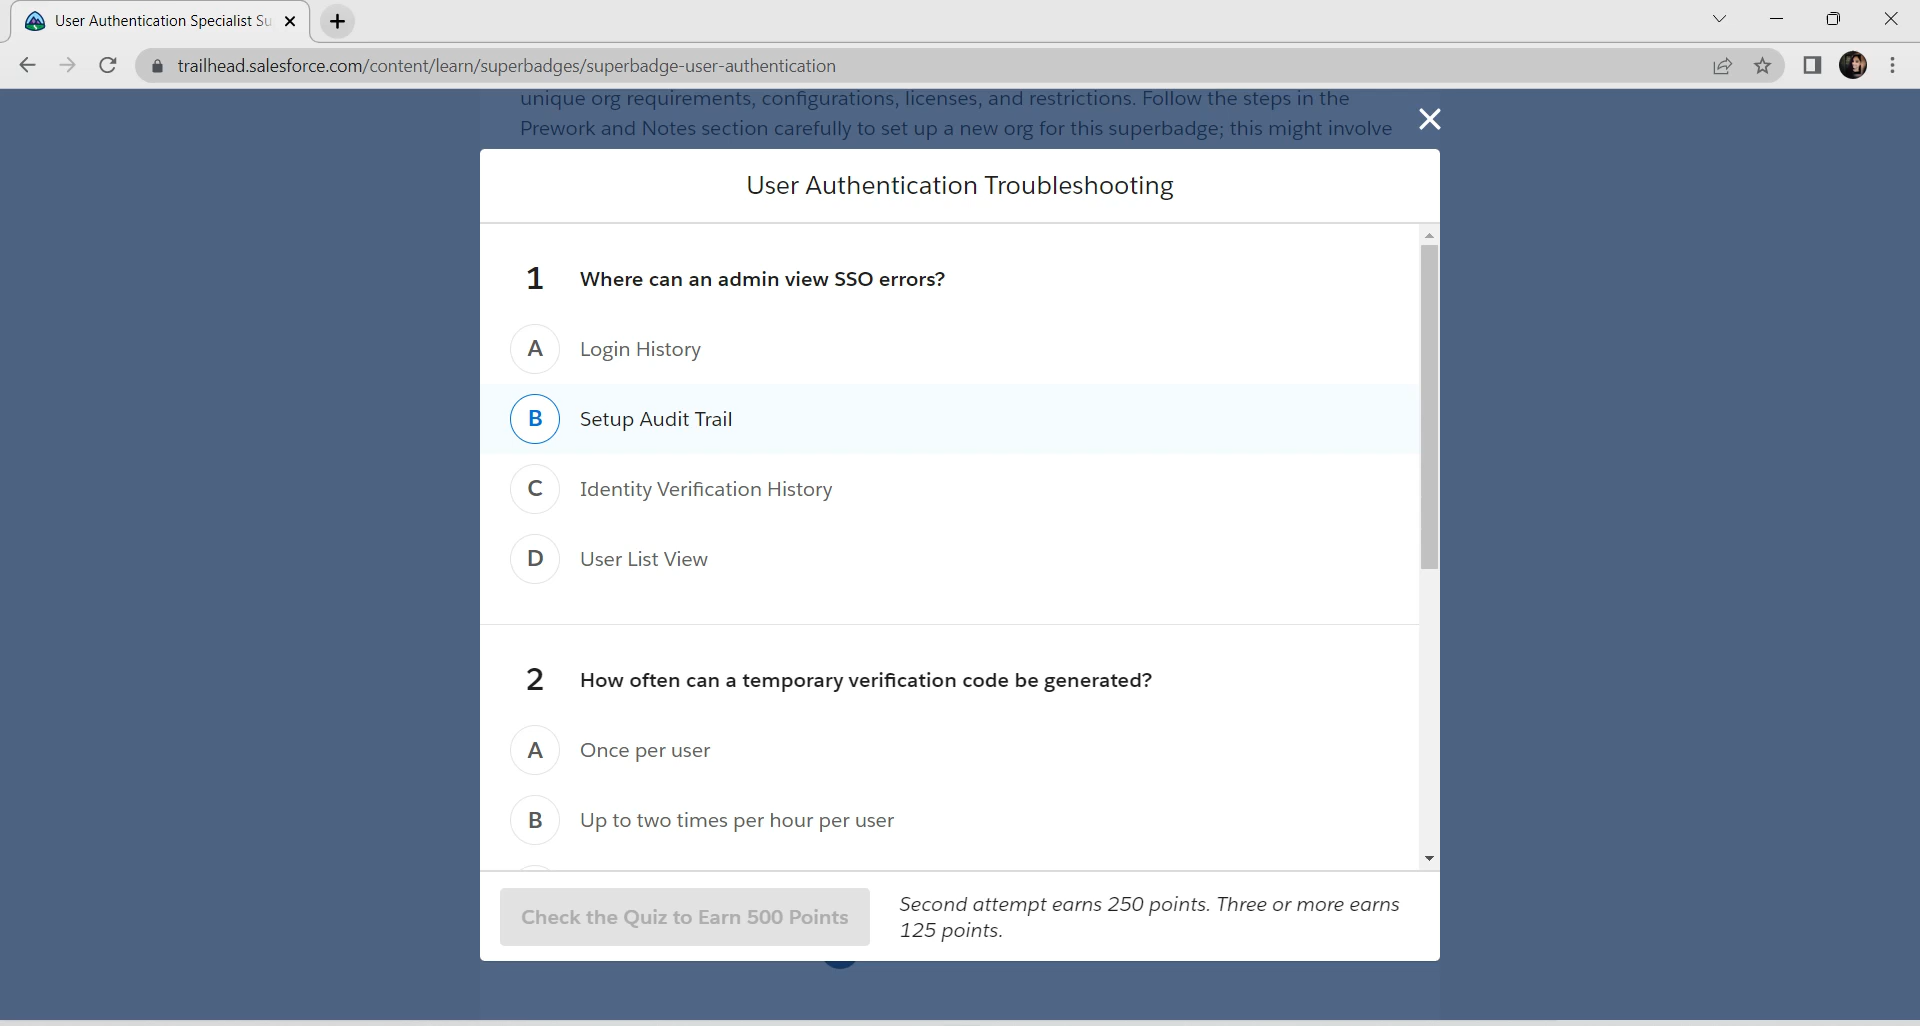 User Authentication Specialist Su
trailhead.salesforce.com/content/learn/superbadges/superbadge-user-authentication
unique org requirements, configurations, licenses, and restrictions. Follow the steps in the
Prework and Notes section carefully to set up a new org for this superbadge; this might involve
User Authentication Troubleshooting
1 Where can an admin view SSO errors?
A Login History
B Setup Audit Trail
C Identity Verification History
D User List View
2 How often can a temporary verification code be generated?
A Once per user
B Up to two times per hour per user
Check the Quiz to Earn 500 Points
Second attempt earns 250 points. Three or more earns
125 points.